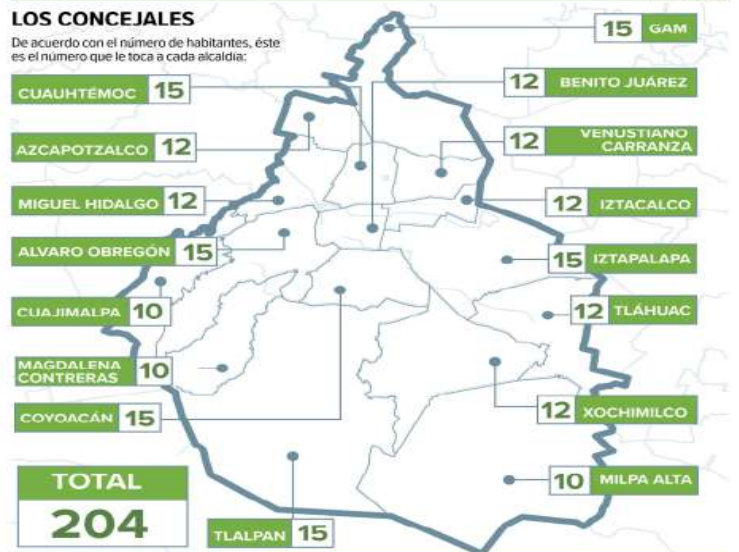 LOS CONCEJALES
De acuerdo con el número de habitantes, éste
es el número que le toca a cada alcaldía:
CUAUHTÉMOC 15
AZCAPOTZALCO 12
MIGUEL HIDALGO 12
ALVARO OBREGÓN 15
CUAJIMALPA 10
MAGDALENA
CONTRERAS 10
COYOACÁN 15
TOTAL
204
TLALPAN 15
15 GAM
12 BENITO JUÁREZ
12 VENUSTIANO
CARRANZA
12 IZTACALCO
15 IZTAPALAPA
12 TLÁHUAC
12 XOCHIMILCO
10 MILPA ALTA